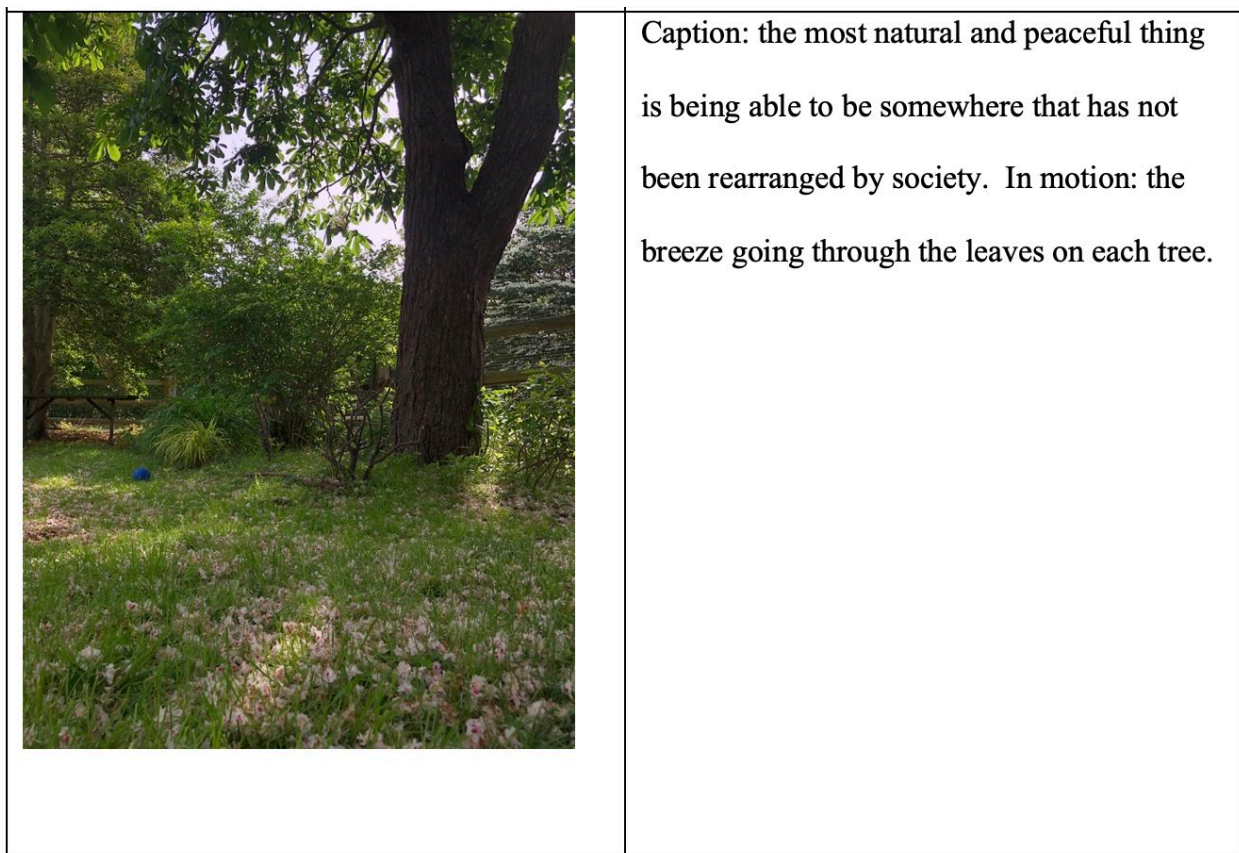 Caption: the most natural and peaceful thing
is being able to be somewhere that has not
been rearranged by society.  In motion: the
breeze going through the leaves on each tree.